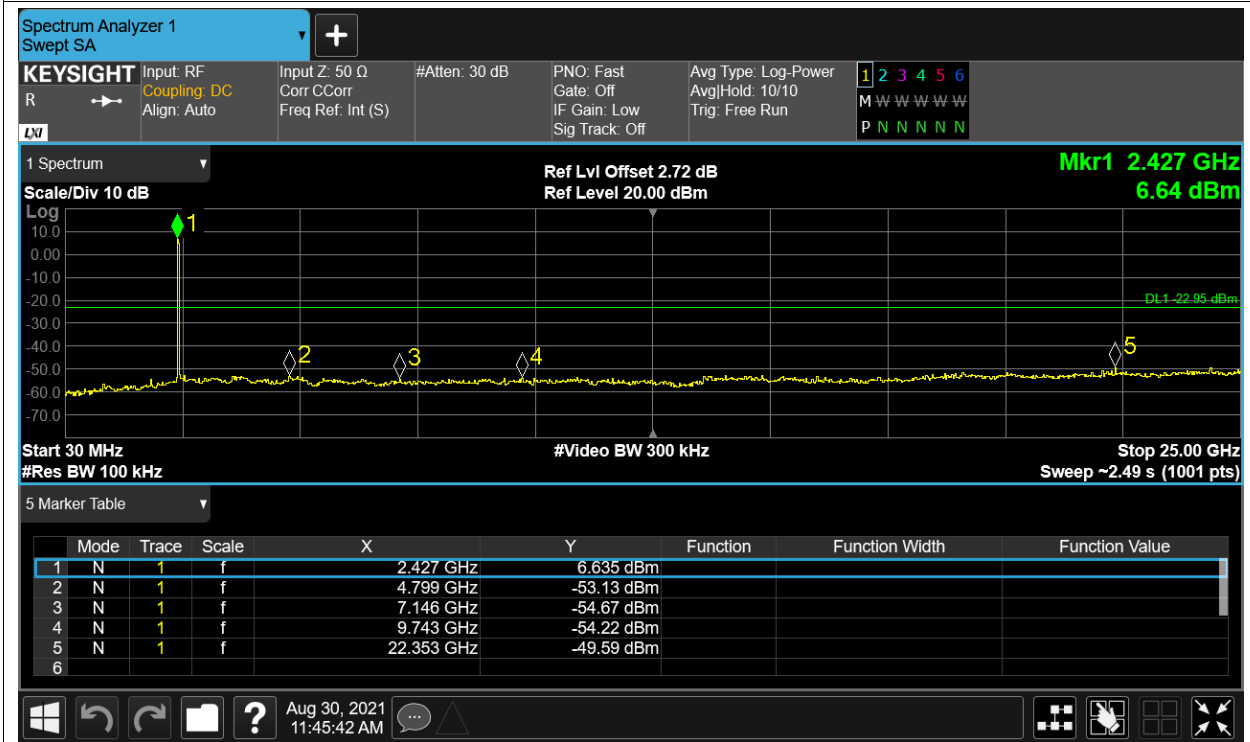 Spectrum Analyzer 1
Swept SA
+
KEYSIGHT Input: RF Input Z: 50 Ω #Atten: 30 dB PNO: Fast Avg Type: Log-Power 1 2 3 4 5 6
R Coupling: DC Corr CCorr Gate: Off Avg|Hold: 10/10 M W W W W W
Align: Auto Freq Ref: Int (S) IF Gain: Low Trig: Free Run
LXI Sig Track: Off P N N N N N
1 Spectrum Ref Lvl Offset 2.72 dB Mkr1 2.427 GHz
Scale/Div 10 dB Ref Level 20.00 dBm 6.64 dBm
Log
1
10.0
0.00
-10.0
-20.0 DL1 -22.95 dBm
-30.0
-40.0
2 3 4 5
-50.0
-60.0
-70.0
Start 30 MHz #Video BW 300 kHz Stop 25.00 GHz
#Res BW 100 kHz Sweep ~2.49 s (1001 pts)
5 Marker Table
Mode Trace Scale X Y Function Function Width Function Value
1 N 1 f 2.427 GHz 6.635 dBm
2 N 1 f 4.799 GHz -53.13 dBm
3 N 1 f 7.146 GHz -54.67 dBm
4 N 1 f 9.743 GHz -54.22 dBm
5 N 1 f 22.353 GHz -49.59 dBm
6
? Aug 30, 2021
11:45:42 AM